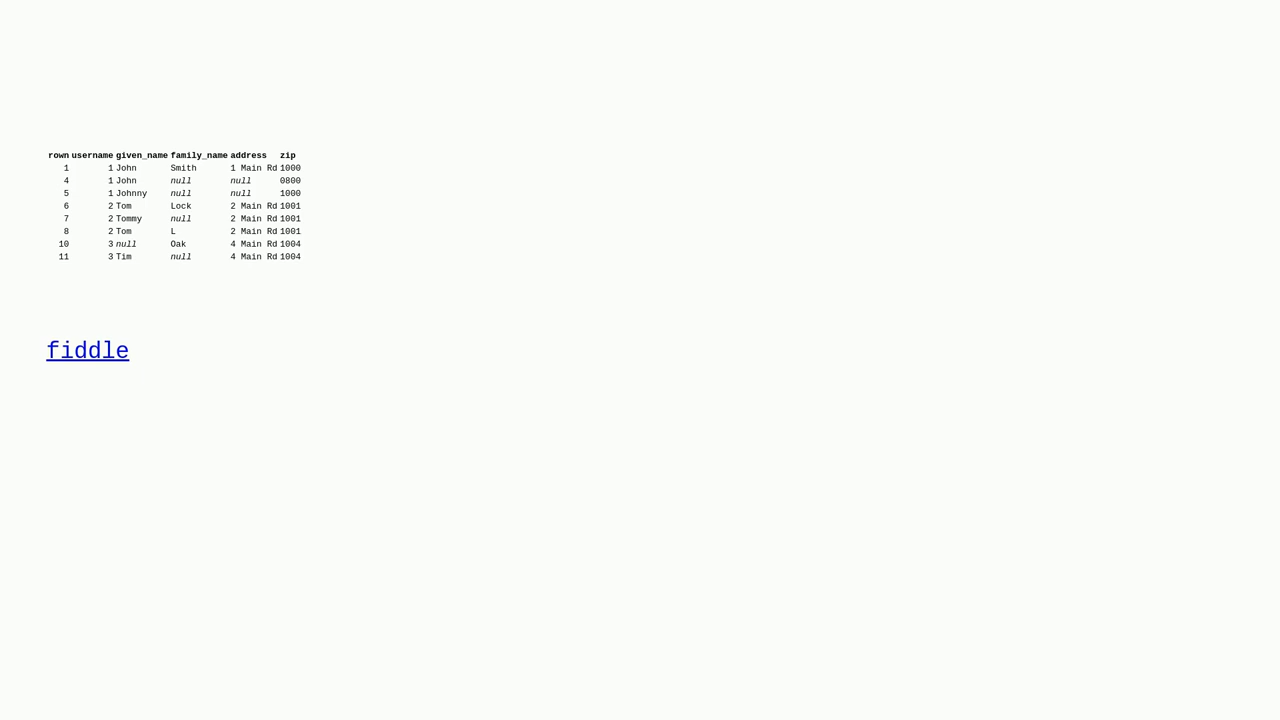 rown username given_name family_name address zip
1 1 John Smith 1 Main Rd 1000
4 1 John null null 0800
5 1 Johnny null null 1000
6 2 Tom Lock 2 Main Rd 1001
7 2 Tommy null 2 Main Rd 1001
8 2 Tom L 2 Main Rd 1001
10 3 null Oak 4 Main Rd 1004
11 3 Tim null 4 Main Rd 1004
fiddle